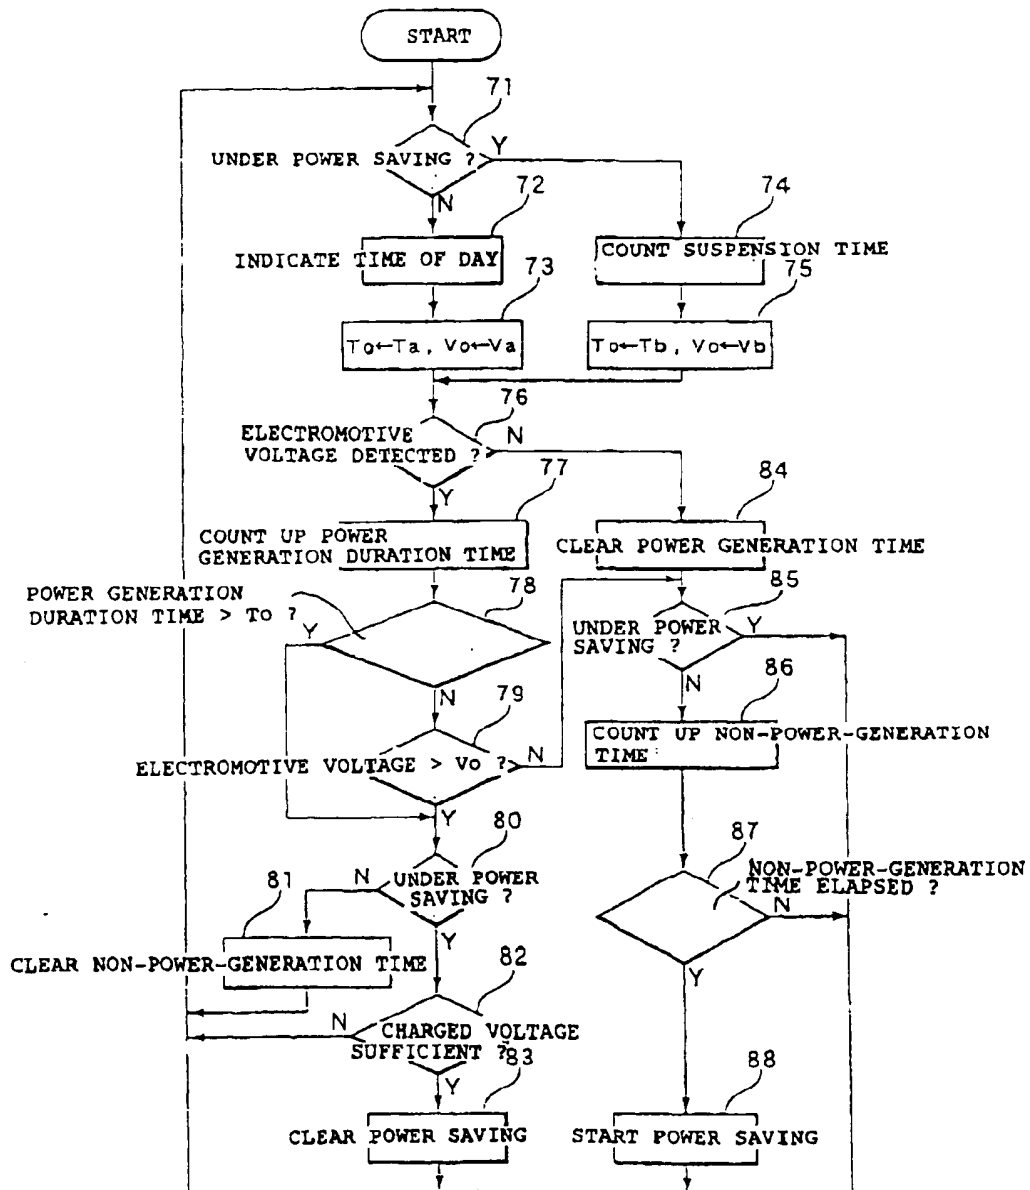 START
71
UNDER POWER SAVING ?
Y
N
72
74
INDICATE TIME OF DAY
COUNT SUSPENSION TIME
73
75
To←Ta, Vo←Va
To←Tb, Vo←Vb
76
ELECTROMOTIVE
VOLTAGE DETECTED ?
N
Y
77
84
COUNT UP POWER
GENERATION DURATION TIME
CLEAR POWER GENERATION TIME
POWER GENERATION
DURATION TIME > To ?
78
Y
N
85
UNDER POWER
SAVING ?
Y
N
79
86
ELECTROMOTIVE VOLTAGE > Vo ?
N
Y
COUNT UP NON-POWER-GENERATION
TIME
80
87
UNDER POWER
SAVING ?
N
Y
NON-POWER-GENERATION
TIME ELAPSED ?
N
Y
81
CLEAR NON-POWER-GENERATION TIME
82
CHARGED VOLTAGE
SUFFICIENT ?
N
Y
83
88
CLEAR POWER SAVING
START POWER SAVING